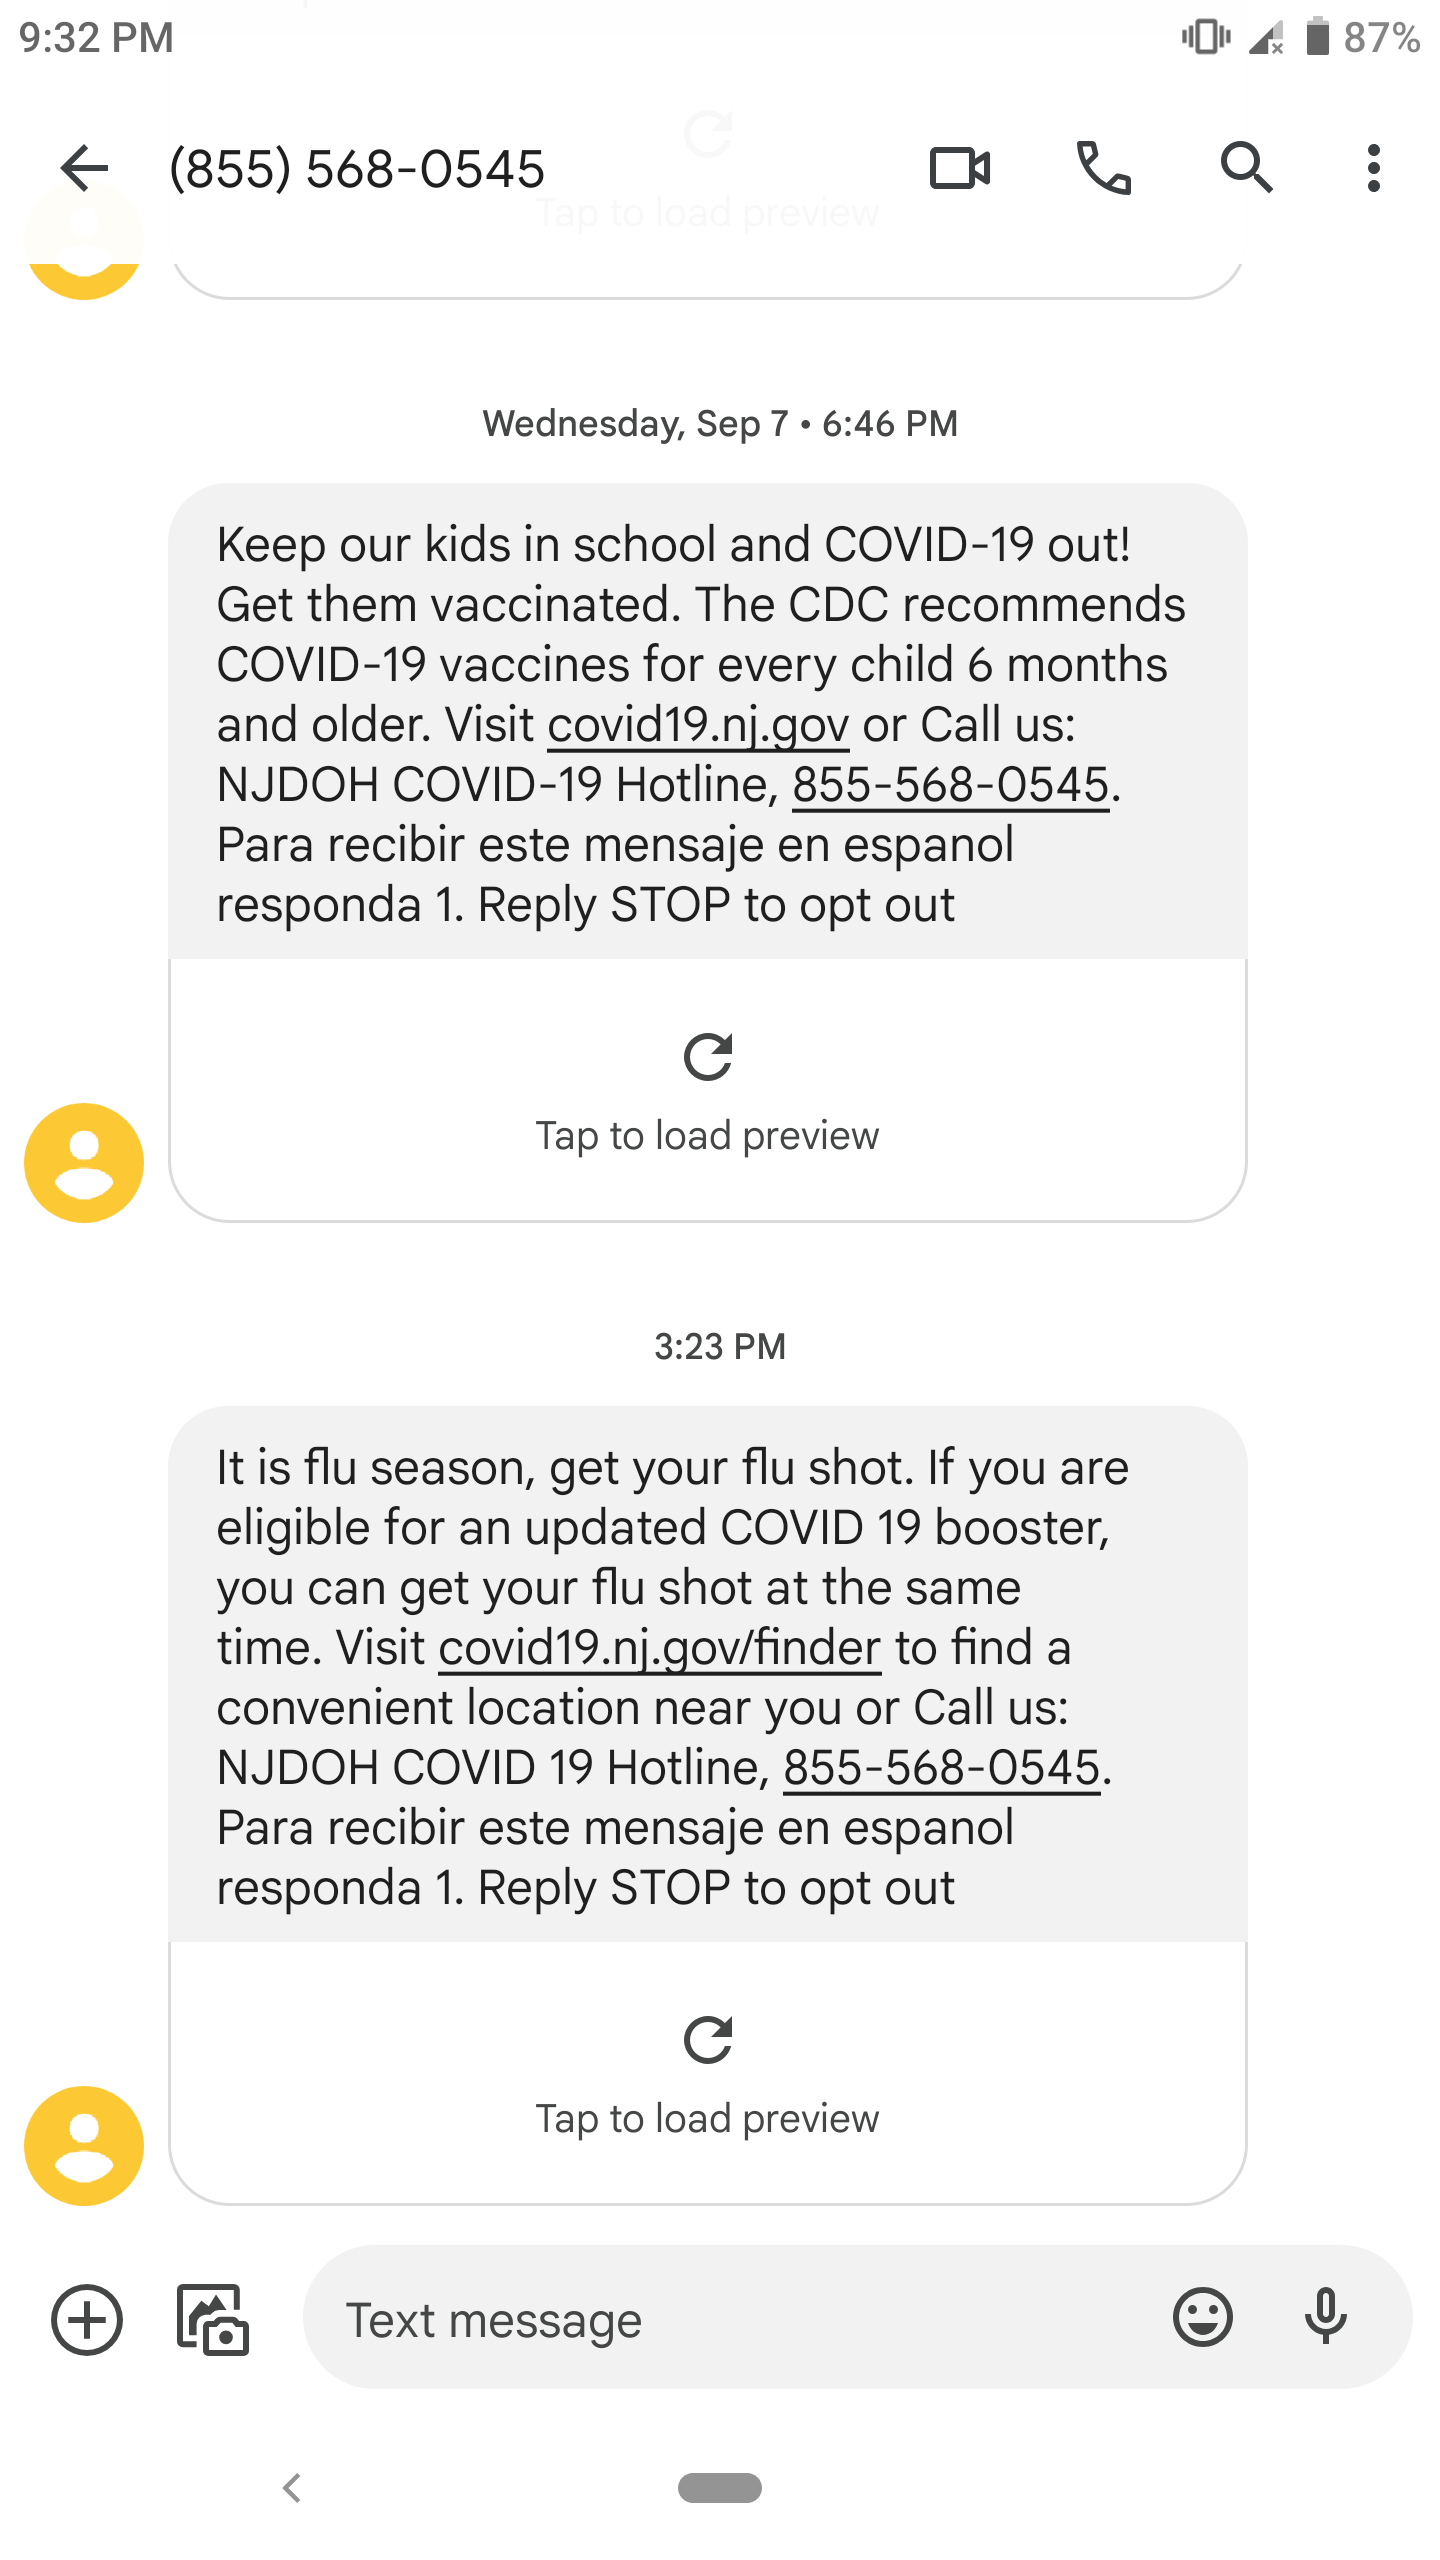 9:32 PM
87%
(855) 568-0545
Tap to load preview
Wednesday, Sep 7 • 6:46 PM
Keep our kids in school and COVID-19 out!
Get them vaccinated. The CDC recommends
COVID-19 vaccines for every child 6 months
and older. Visit covid19.nj.gov or Call us:
NJDOH COVID-19 Hotline, 855-568-0545.
Para recibir este mensaje en espanol
responda 1. Reply STOP to opt out
Tap to load preview
3:23 PM
It is flu season, get your flu shot. If you are
eligible for an updated COVID 19 booster,
you can get your flu shot at the same
time. Visit covid19.nj.gov/finder to find a
convenient location near you or Call us:
NJDOH COVID 19 Hotline, 855-568-0545.
Para recibir este mensaje en espanol
responda 1. Reply STOP to opt out
Tap to load preview
Text message